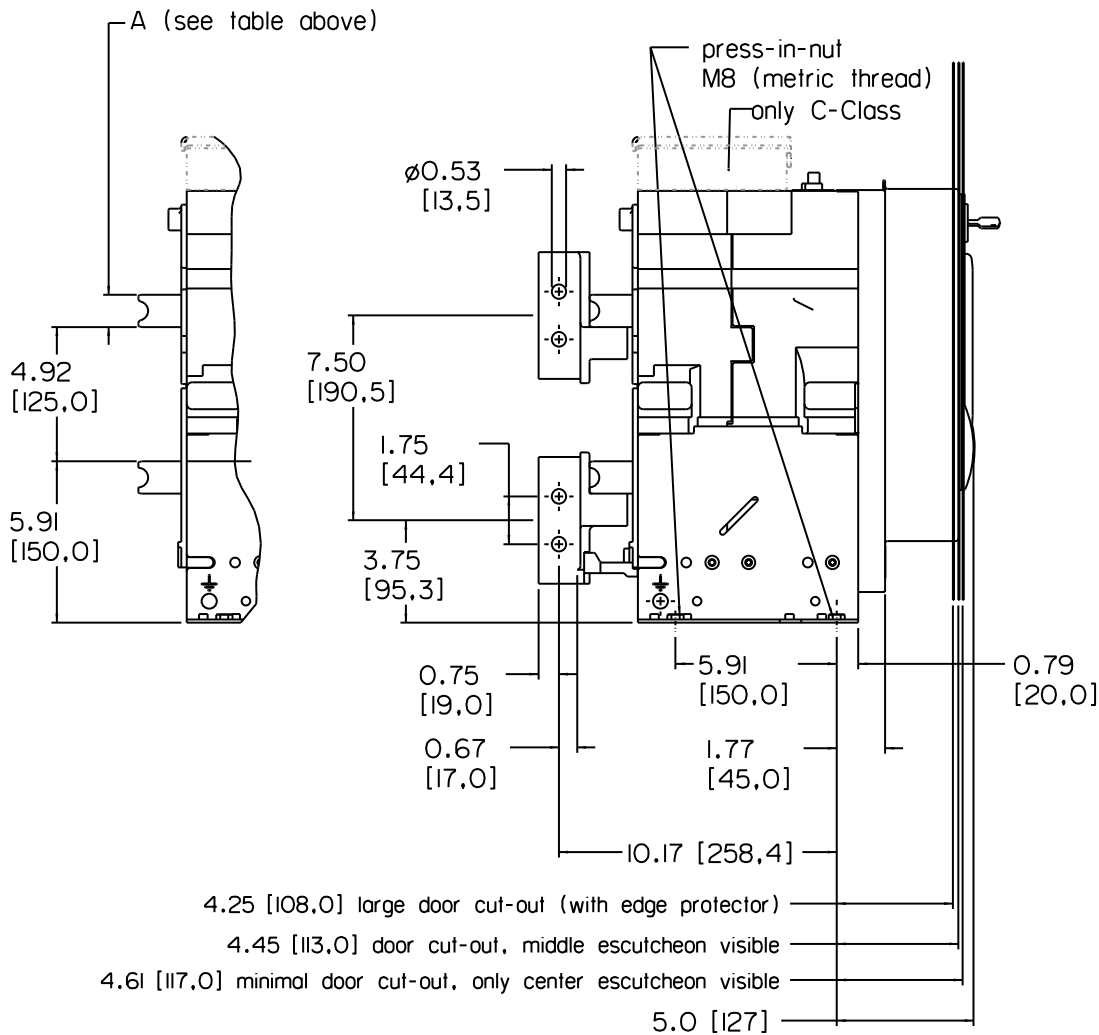 A (see table above)
press-in-nut
M8 (metric thread)
only C-Class
ø0.53
[13,5]
4.92
[125,0]
7.50
[190,5]
1.75
[44,4]
5.91
[150,0]
3.75
[95,3]
0.75
[19,0]
5.91
[150,0]
0.79
[20,0]
0.67
[17,0]
1.77
[45,0]
10.17 [258,4]
4.25 [108,0] large door cut-out (with edge protector)
4.45 [113,0] door cut-out, middle escutcheon visible
4.61 [117,0] minimal door cut-out, only center escutcheon visible
5.0 [127]